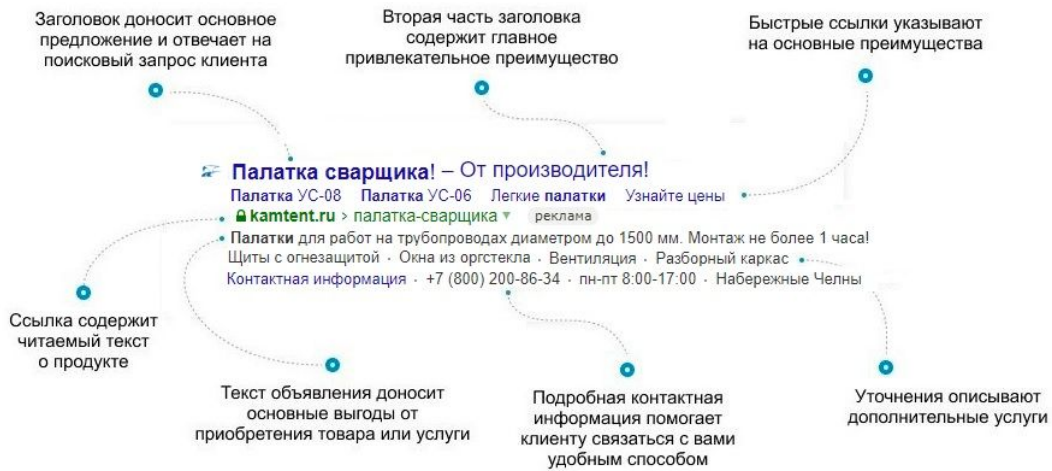 Заголовок доносит основное
предложение и отвечает на
поисковый запрос клиента
Вторая часть заголовка
содержит главное
привлекательное преимущество
Быстрые ссылки указывают
на основные преимущества
Палатка сварщика! – От производителя!
Палатка УС-08 Палатка УС-06 Легкие палатки Узнайте цены
kamtent.ru › палатка-сварщика ▾ реклама
Палатки для работ на трубопроводах диаметром до 1500 мм. Монтаж не более 1 часа!
Щиты с огнезащитой · Окна из оргстекла · Вентиляция · Разборный каркас
Контактная информация · +7 (800) 200-86-34 · пн-пт 8:00-17:00 · Набережные Челны
Ссылка содержит
читаемый текст
о продукте
Текст объявления доносит
основные выгоды от
приобретения товара или услуги
Подробная контактная
информация помогает
клиенту связаться с вами
удобным способом
Уточнения описывают
дополнительные услуги